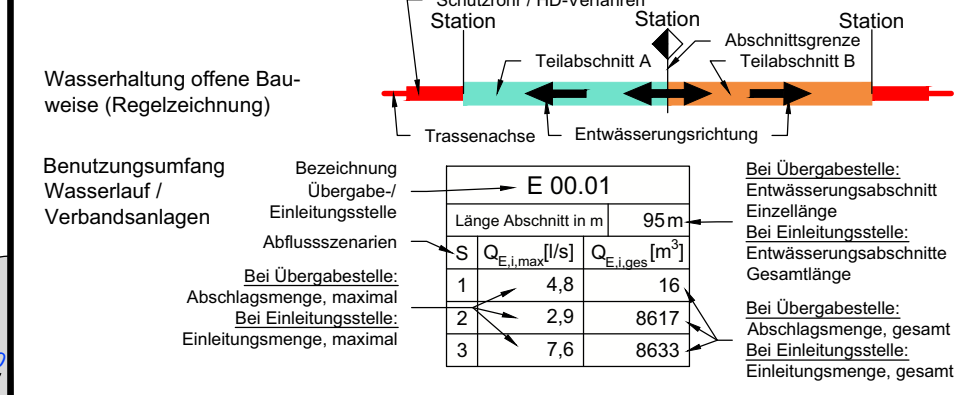 Schutzrohr / HD-Verfahren
Station
Station
Station
Abschnittsgrenze
Teilabschnitt A
Teilabschnitt B
Wasserhaltung offene Bau-
weise (Regelzeichnung)
Trassenachse
Entwässerungsrichtung
Benutzungsumfang
Wasserlauf /
Verbandsanlagen
Bezeichnung
Übergabe-/
Einleitungsstelle
Abflussszenarien
Bei Übergabestelle:
Abschlagsmenge, maximal
Bei Einleitungsstelle:
Einleitungsmenge, maximal
E 00.01
Länge Abschnitt in m 95m
S Q_E,i,max[l/s] Q_E,i,ges [m³]
1 4,8 16
2 2,9 8617
3 7,6 8633
Bei Übergabestelle:
Entwässerungsabschnitt
Einzellänge
Bei Einleitungsstelle:
Entwässerungsabschnitte
Gesamtlänge
Bei Übergabestelle:
Abschlagsmenge, gesamt
Bei Einleitungsstelle:
Einleitungsmenge, gesamt